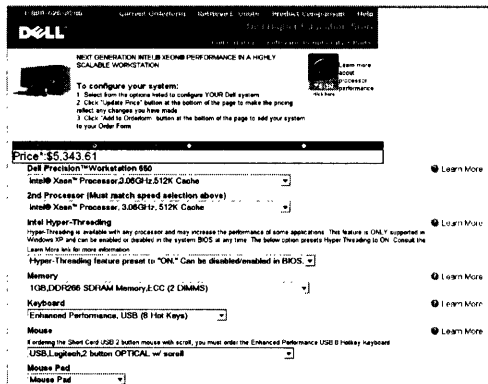 DELL
NEXT GENERATION INTEL® XEON® PERFORMANCE IN A HIGHLY
SCALABLE WORKSTATION
Learn more
about
processor
performance
To configure your system:
1 Select from the options listed to configure YOUR Dell system
2 Click "Update Price" button at the bottom of the page to make the pricing
reflect any changes you have made
3 Click "Add to Orderform" button at the bottom of the page to add your system
to your Order Form
Price*:$5,343.61
Dell Precision™Workstation 650
Learn More
Intel® Xeon™ Processor,3.06GHz,512K Cache
2nd Processor (Must match speed selection above)
Intel® Xeon™ Processor, 3.06GHz, 512K Cache
Intel Hyper-Threading
Learn More
Hyper-Threading is available with any processor and may increase the performance of some applications This feature is ONLY supported in
Windows XP and can be enabled or disabled in the system BIOS at any time The below option presets Hyper Threading to ON Consult the
Learn More link for more information
Hyper-Threading feature preset to "ON." Can be disabled/enabled in BIOS.
Memory
Learn More
1GB,DDR266 SDRAM Memory,ECC (2 DIMMS)
Keyboard
Learn More
Enhanced Performance, USB (8 Hot Keys)
Mouse
Learn More
If ordering the Short Card USB 2 button mouse with scroll, you must order the Enhanced Performance USB 8 Hotkey Keyboard
USB,Logitech,2 button OPTICAL w/ scroll
Mouse Pad
Mouse Pad